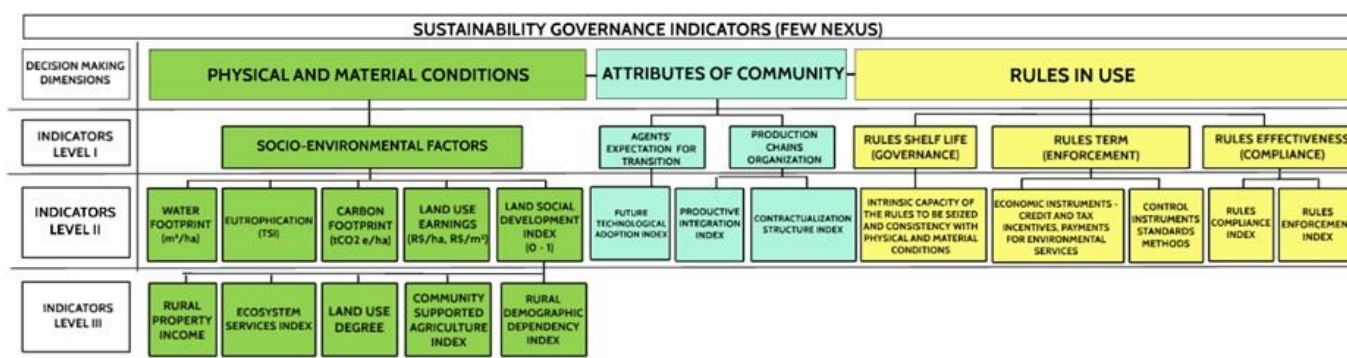 SUSTAINABILITY GOVERNANCE INDICATORS (FEW NEXUS)
DECISION MAKING
DIMENSIONS
PHYSICAL AND MATERIAL CONDITIONS
ATTRIBUTES OF COMMUNITY
RULES IN USE
INDICATORS
LEVEL I
SOCIO-ENVIRONMENTAL FACTORS
AGENTS'
EXPECTATION FOR
TRANSITION
PRODUCTION
CHAINS
ORGANIZATION
RULES SHELF LIFE
(GOVERNANCE)
RULES TERM
(ENFORCEMENT)
RULES EFFECTIVENESS
(COMPLIANCE)
INDICATORS
LEVEL II
WATER
FOOTPRINT
(m³/ha)
EUTROPHICATION
(TSI)
CARBON
FOOTPRINT
(tCO2 e/ha)
LAND USE
EARNINGS
(R$/ha, R$/m³)
LAND SOCIAL
DEVELOPMENT
INDEX
(0 - 1)
FUTURE
TECHNOLOGICAL
ADOPTION INDEX
PRODUCTIVE
INTEGRATION
INDEX
CONTRACTUALIZATION
STRUCTURE INDEX
INTRINSIC CAPACITY
OF THE RULES TO BE SEIZED
AND CONSISTENCY WITH
PHYSICAL AND MATERIAL
CONDITIONS
ECONOMIC INSTRUMENTS -
CREDIT AND TAX
INCENTIVES, PAYMENTS
FOR ENVIRONMENTAL
SERVICES
CONTROL
INSTRUMENTS
STANDARDS
METHODS
RULES
COMPLIANCE
INDEX
RULES
ENFORCEMENT
INDEX
INDICATORS
LEVEL III
RURAL
PROPERTY
INCOME
ECOSYSTEM
SERVICES INDEX
LAND USE
DEGREE
COMMUNITY
SUPPORTED
AGRICULTURE
INDEX
RURAL
DEMOGRAPHIC
DEPENDENCY
INDEX